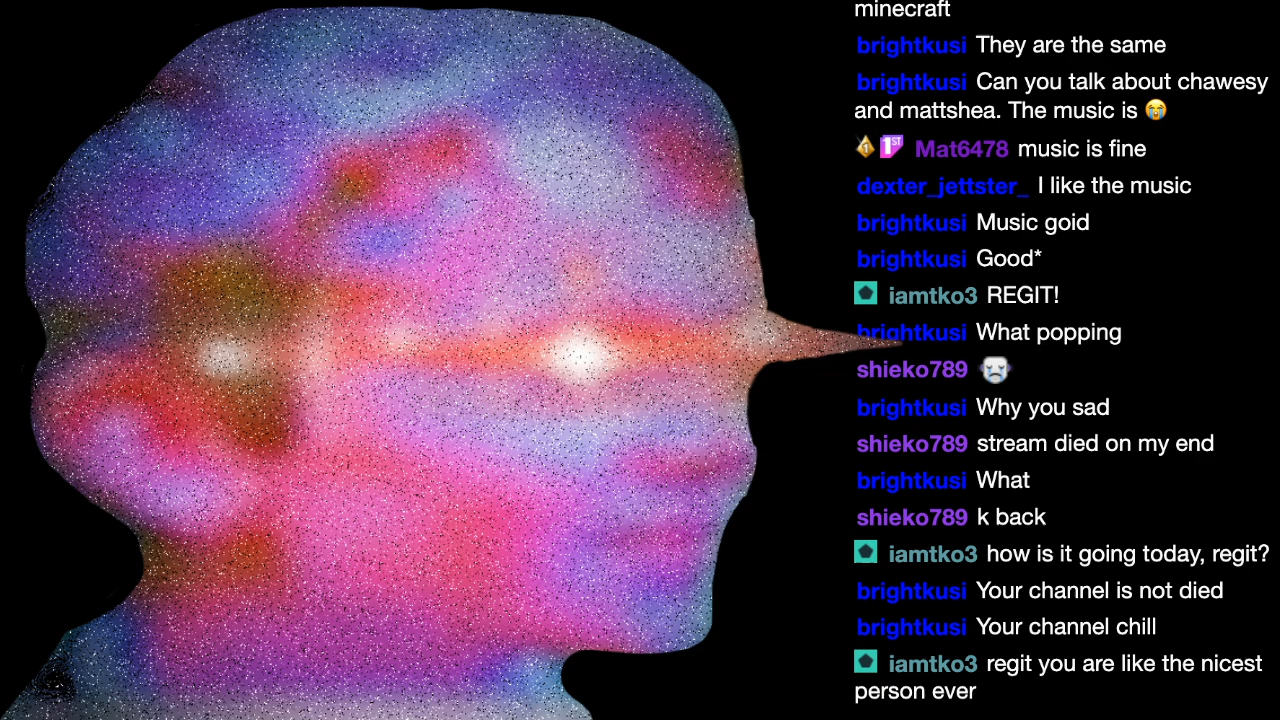 minecraft
brightkusi They are the same
brightkusi Can you talk about chawesy
and mattshea. The music is 😭
1 1ST Mat6478 music is fine
dexter_jettster_ I like the music
brightkusi Music goid
brightkusi Good*
iamtko3 REGIT!
brightkusi What popping
shieko789
brightkusi Why you sad
shieko789 stream died on my end
brightkusi What
shieko789 k back
iamtko3 how is it going today, regit?
brightkusi Your channel is not died
brightkusi Your channel chill
iamtko3 regit you are like the nicest
person ever